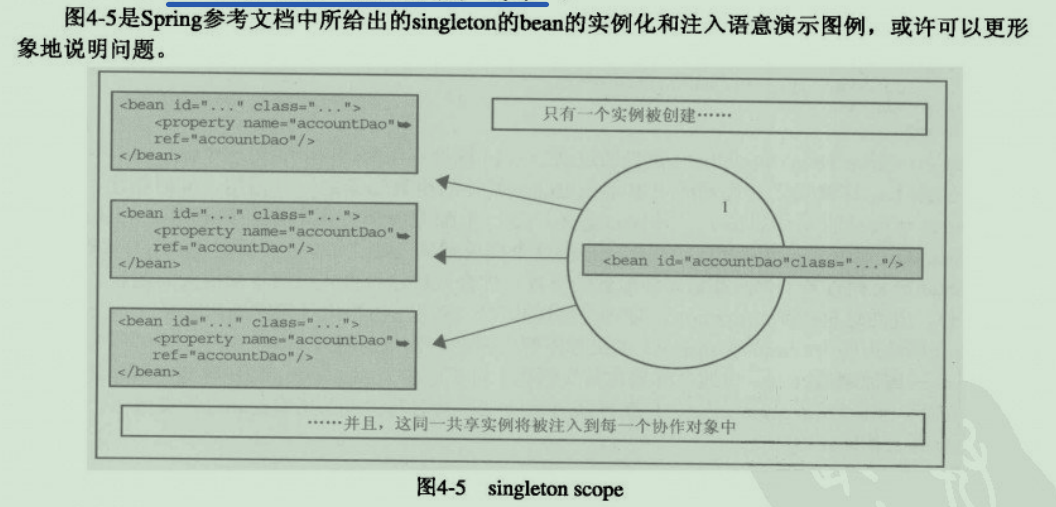 图4-5是Spring参考文档中所给出的singleton的bean的实例化和注入语意演示图例，或许可以更形
象地说明问题。
<bean id="..." class="...">
<property name="accountDao"
ref="accountDao"/>
</bean>
只有一个实例被创建……
<bean id="..." class="...">
<property name="accountDao"
ref="accountDao"/>
</bean>
1
<bean id="accountDao"class="..."/>
<bean id="..." class="...">
<property name="accountDao"
ref="accountDao"/>
</bean>
……并且，这同一共享实例将被注入到每一个协作对象中
图4-5 singleton scope